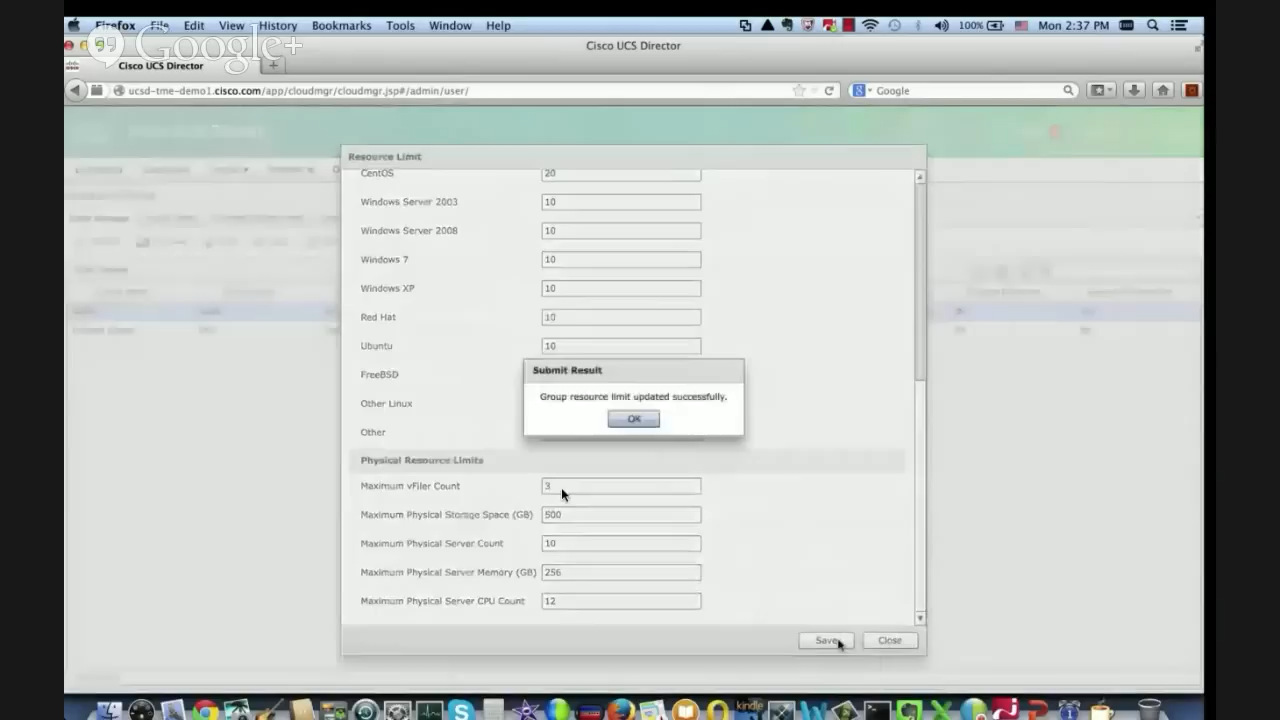 Firefox File Edit View History Bookmarks Tools Window Help 100% Mon 2:37 PM
Google+
Cisco UCS Director
Cisco UCS Director
ucsd-tme-demo1.cisco.com/app/cloudmgr/cloudmgr.jsp#/admin/user/
Google
Resource Limit
CentOS 20
Windows Server 2003 10
Windows Server 2008 10
Windows 7 10
Windows XP 10
Red Hat 10
Ubuntu 10
FreeBSD
Other Linux
Other
Submit Result
Group resource limit updated successfully.
OK
Physical Resource Limits
Maximum vFiler Count 3
Maximum Physical Storage Space (GB) 500
Maximum Physical Server Count 10
Maximum Physical Server Memory (GB) 256
Maximum Physical Server CPU Count 12
Save Close
kindle